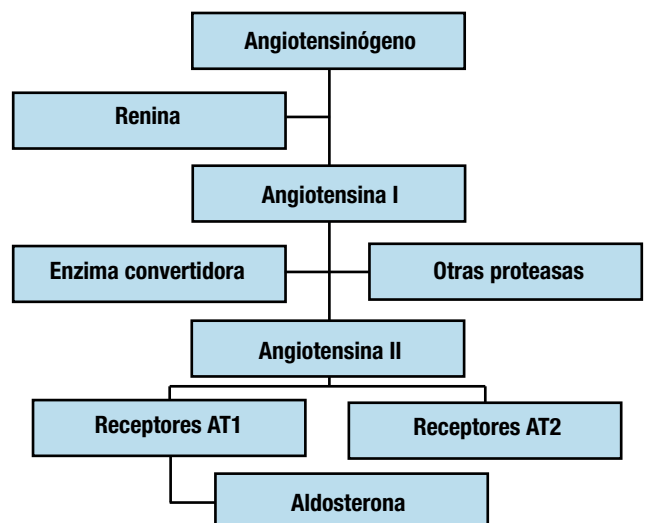 Angiotensinógeno
Renina
Angiotensina I
Enzima convertidora
Otras proteasas
Angiotensina II
Receptores AT1
Receptores AT2
Aldosterona